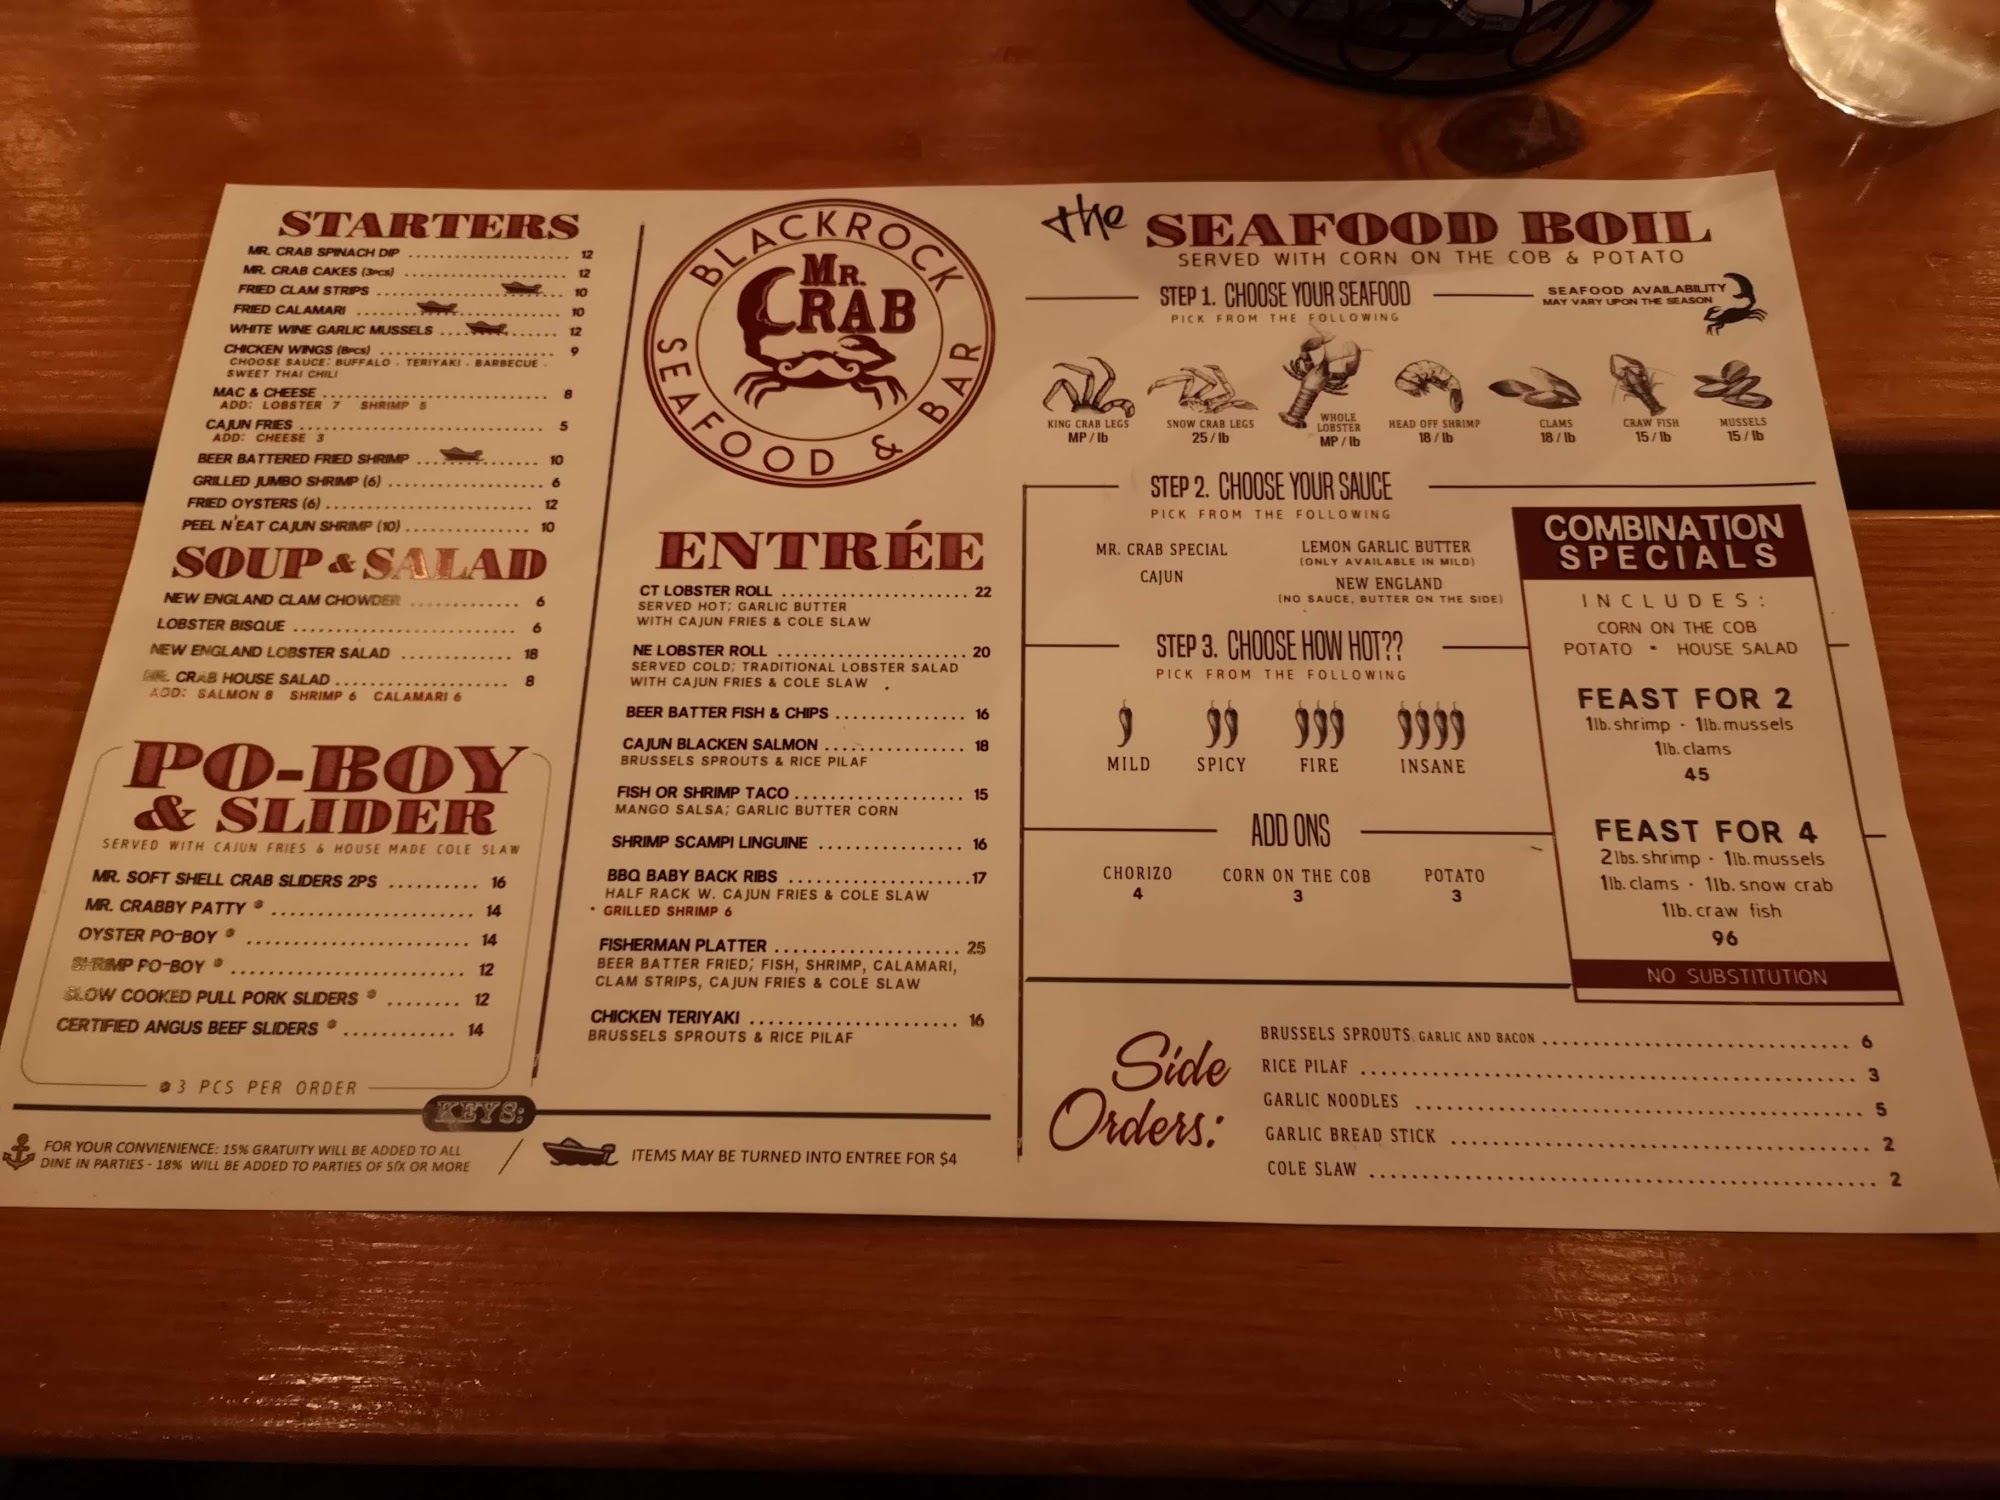 STARTERS
MR. CRAB SPINACH DIP ........................ 12
MR. CRAB CAKES (3PCS) ........................ 12
FRIED CLAM STRIPS ........................ 10
FRIED CALAMARI ........................ 10
WHITE WINE GARLIC MUSSELS ........................ 12
CHICKEN WINGS (8PCS) ........................ 9
CHOOSE SAUCE: BUFFALO . TERIYAKI . BARBECUE .
SWEET THAI CHILI
MAC & CHEESE ........................ 8
ADD: LOBSTER 7 SHRIMP 5
CAJUN FRIES ........................ 5
ADD: CHEESE 3
BEER BATTERED FRIED SHRIMP ........................ 10
GRILLED JUMBO SHRIMP (6) ........................ 6
FRIED OYSTERS (6) ........................ 12
PEEL N'EAT CAJUN SHRIMP (10) ........................ 10
SOUP & SALAD
NEW ENGLAND CLAM CHOWDER ........................ 6
LOBSTER BISQUE ........................ 6
NEW ENGLAND LOBSTER SALAD ........................ 18
MR. CRAB HOUSE SALAD ........................ 8
ADD: SALMON 8 SHRIMP 6 CALAMARI 6
PO-BOY
& SLIDER
SERVED WITH CAJUN FRIES & HOUSE MADE COLE SLAW
MR. SOFT SHELL CRAB SLIDERS 2PS .......... 16
MR. CRABBY PATTY * ........................ 14
OYSTER PO-BOY * ........................ 14
SHRIMP PO-BOY * ........................ 12
SLOW COOKED PULL PORK SLIDERS * ........ 12
CERTIFIED ANGUS BEEF SLIDERS * ............ 14
* 3 PCS PER ORDER
KEYS:
FOR YOUR CONVIENIENCE: 15% GRATUITY WILL BE ADDED TO ALL
DINE IN PARTIES - 18% WILL BE ADDED TO PARTIES OF SIX OR MORE
ITEMS MAY BE TURNED INTO ENTREE FOR $4
BLACKROCK
MR.
CRAB
SEAFOOD & BAR
ENTRÉE
CT LOBSTER ROLL ........................ 22
SERVED HOT; GARLIC BUTTER
WITH CAJUN FRIES & COLE SLAW
NE LOBSTER ROLL ........................ 20
SERVED COLD; TRADITIONAL LOBSTER SALAD
WITH CAJUN FRIES & COLE SLAW
BEER BATTER FISH & CHIPS ............... 16
CAJUN BLACKEN SALMON ................ 18
BRUSSELS SPROUTS & RICE PILAF
FISH OR SHRIMP TACO .................... 15
MANGO SALSA; GARLIC BUTTER CORN
SHRIMP SCAMPI LINGUINE ................ 16
BBQ BABY BACK RIBS ....................17
HALF RACK W. CAJUN FRIES & COLE SLAW
• GRILLED SHRIMP 6
FISHERMAN PLATTER ..................... 25
BEER BATTER FRIED; FISH, SHRIMP, CALAMARI,
CLAM STRIPS, CAJUN FRIES & COLE SLAW
CHICKEN TERIYAKI ........................ 16
BRUSSELS SPROUTS & RICE PILAF
the SEAFOOD BOIL
SERVED WITH CORN ON THE COB & POTATO
STEP 1. CHOOSE YOUR SEAFOOD
PICK FROM THE FOLLOWING
SEAFOOD AVAILABILITY
MAY VARY UPON THE SEASON
KING CRAB LEGS
MP / lb
SNOW CRAB LEGS
25 / lb
WHOLE
LOBSTER
MP / lb
HEAD OFF SHRIMP
18 / lb
CLAMS
18 / lb
CRAW FISH
15 / lb
MUSSELS
15 / lb
STEP 2. CHOOSE YOUR SAUCE
PICK FROM THE FOLLOWING
MR. CRAB SPECIAL
CAJUN
LEMON GARLIC BUTTER
(ONLY AVAILABLE IN MILD)
NEW ENGLAND
(NO SAUCE, BUTTER ON THE SIDE)
STEP 3. CHOOSE HOW HOT??
PICK FROM THE FOLLOWING
MILD
SPICY
FIRE
INSANE
ADD ONS
CHORIZO
4
CORN ON THE COB
3
POTATO
3
COMBINATION
SPECIALS
INCLUDES:
CORN ON THE COB
POTATO • HOUSE SALAD
FEAST FOR 2
1lb. shrimp · 1lb. mussels
1lb. clams
45
FEAST FOR 4
2lbs. shrimp · 1lb. mussels
1lb. clams · 1lb. snow crab
1lb. craw fish
96
NO SUBSTITUTION
Side
Orders:
BRUSSELS SPROUTS, GARLIC AND BACON ........................ 6
RICE PILAF ........................ 3
GARLIC NOODLES ........................ 5
GARLIC BREAD STICK ........................ 2
COLE SLAW ........................ 2